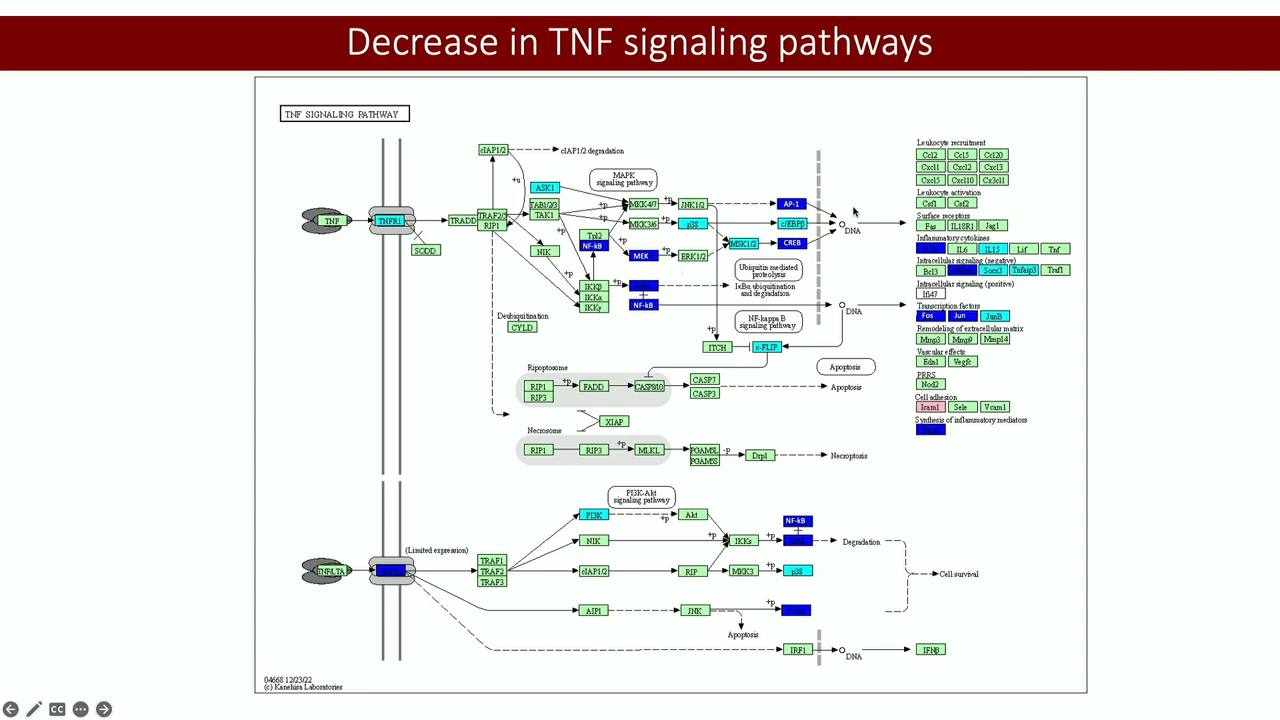 Decrease in TNF signaling pathways
TNF SIGNALING PATHWAY
cIAP1/2
cIAP1/2 degradation
+u
MAPK
signaling pathway
ASK1
TNF
TNFR1
SODD
TRADD
TRAF2/5
RIP1
TAB1/2/3
TAK1
NIK
+p
+p
+p
+p
MKK4/7
+p
JNK1/2
AP-1
MKK3/6
+p
p38
c/EBPβ
Tpl2
NF-kB
+p
MEK
+p
ERK1/2
MSK1/2
CREB
DNA
IKKβ
IKKα
IKKγ
+p
NF-kB
Ubiquitin mediated
proteolysis
IκBα ubiquitination
and degradation
DNA
NF-kappa B
signaling pathway
Deubiquitination
CYLD
+p
ITCH
c-FLIP
Apoptosis
Ripoptosome
RIP1
RIP3
+p
FADD
CASP8/10
CASP7
CASP3
Apoptosis
XIAP
Necrosome
RIP1
RIP3
+p
MLKL
PGAM5L
PGAM5S
-p
Drp1
Necroptosis
Leukocyte recruitment
Ccl2 Ccl5 Ccl20
Cxcl1 Cxcl2 Cxcl3
Cxcl5 Cxcl10 Cx3cl1
Leukocyte activation
Csf1 Csf2
Surface receptors
Fas IL18R1 Jag1
Inflammatory cytokines
IL6 IL15 Lif Tnf
Intracellular signaling (negative)
Bcl3 Socs3 Tnfaip3 Traf1
Intracellular signaling (positive)
Ifi47
Transcription factors
Fos Jun JunB
Remodeling of extracellular matrix
Mmp3 Mmp9 Mmp14
Vascular effects
Edn1 Vegfc
PRRS
Nod2
Cell adhesion
Icam1 Sele Vcam1
Synthesis of inflammatory mediators
PI3K-Akt
signaling pathway
PI3K
+p
Akt
NF-kB
(Limited expression)
NIK
+p
IKKs
+p
Degradation
TRAF1
TRAF2
TRAF3
cIAP1/2
RIP
MKK3
+p
p38
Cell survival
AIP1
JNK
+p
Apoptosis
IRF1
DNA
IFNβ
04668 12/23/22
(c) Kanehisa Laboratories